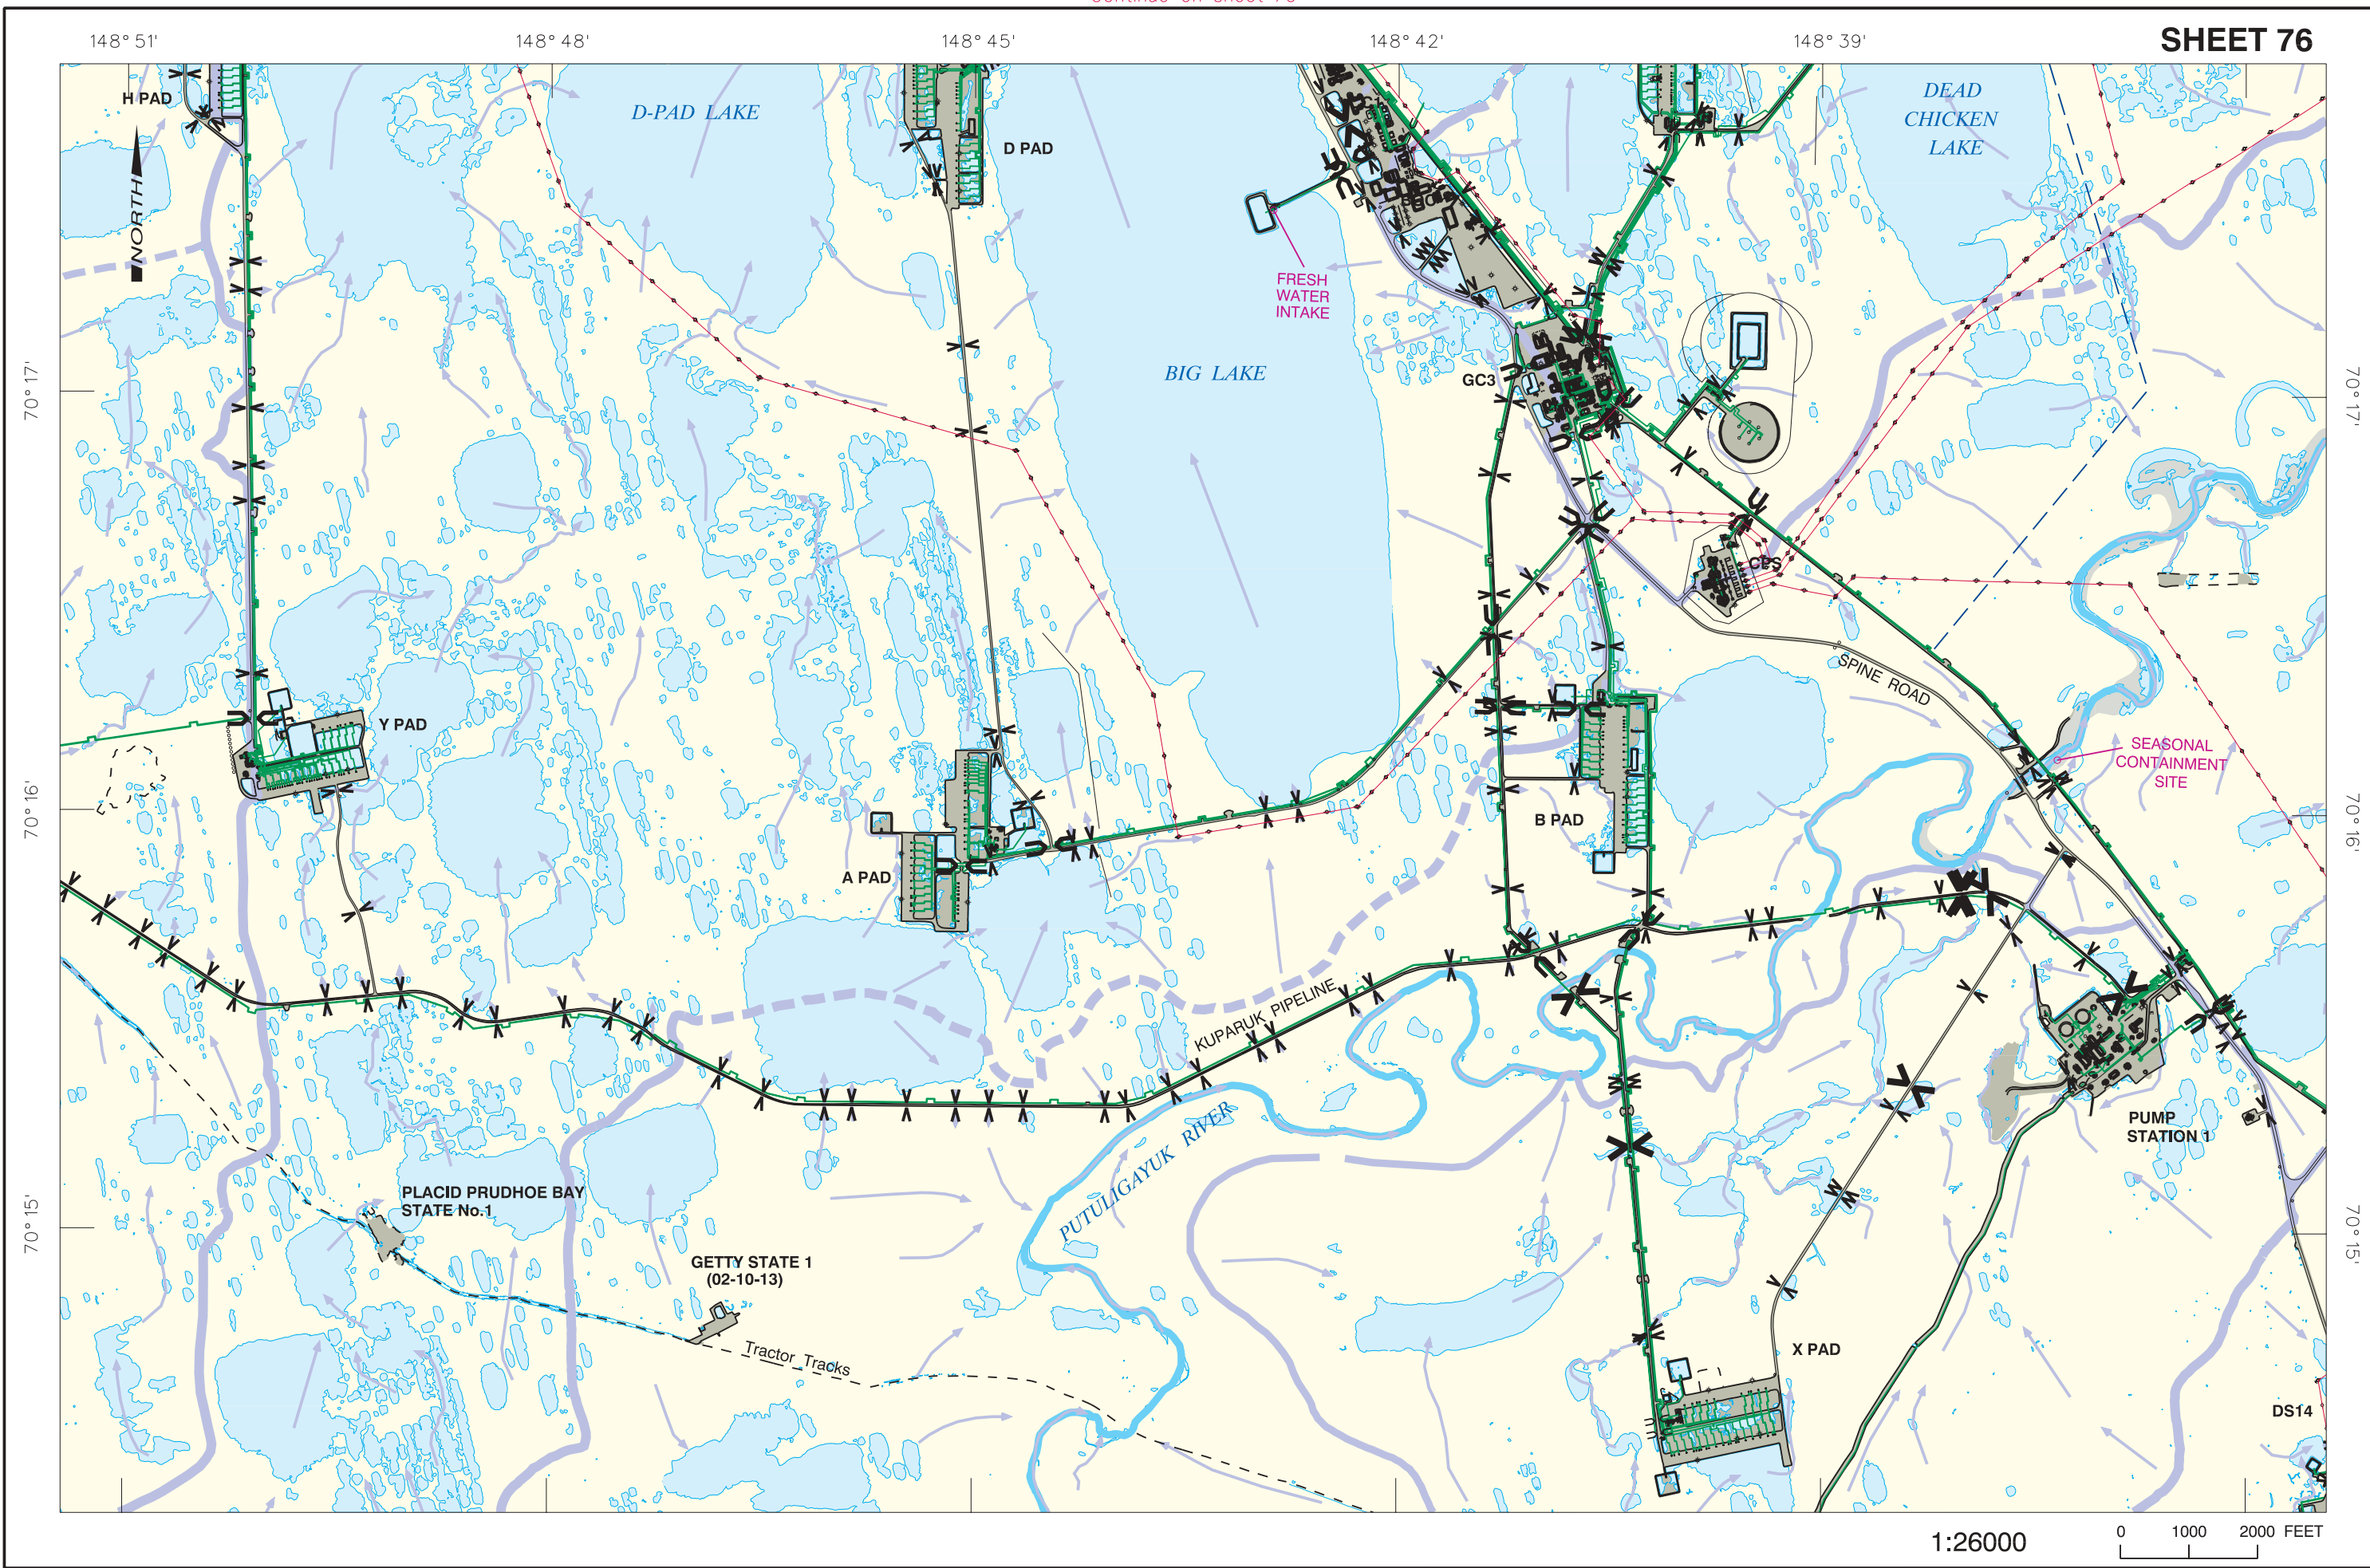 SHEET 76
148° 51'
148° 48'
148° 45'
148° 42'
148° 39'
H PAD
NORTH
D-PAD LAKE
D PAD
DEAD
CHICKEN
LAKE
FRESH
WATER
INTAKE
BIG LAKE
GC3
70° 17'
70° 17'
CPS
SPINE ROAD
Y PAD
SEASONAL
CONTAINMENT
SITE
70° 16'
70° 16'
B PAD
A PAD
KUPARUK PIPELINE
PUTULIGAYUK RIVER
PUMP
STATION 1
PLACID PRUDHOE BAY
STATE No.1
70° 15'
70° 15'
GETTY STATE 1
(02-10-13)
Tractor Tracks
X PAD
DS14
1:26000
0 1000 2000 FEET